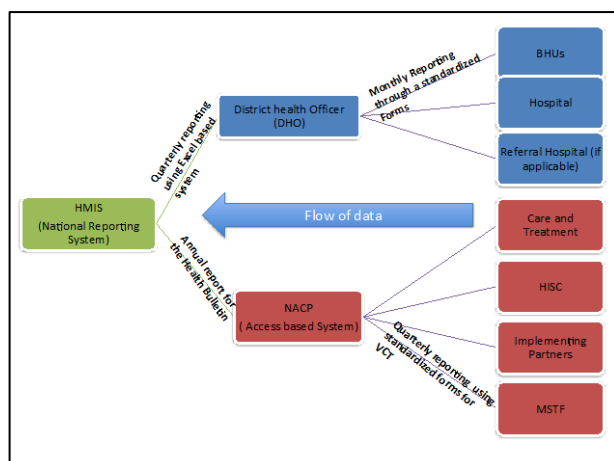 BHUs
Monthly Reporting
through a standardized
Forms
District health Officer
(DHO)
Hospital
Quarterly reporting
using Excel based
system
Referral Hospital (if
applicable)
HMIS
(National Reporting
System)
Flow of data
Care and
Treatment
Annual report for
the Health Bulletin
HISC
NACP
( Access based System)
Implementing
Partners
Quarterly reporting using
standardized forms for
VCT
MSTF